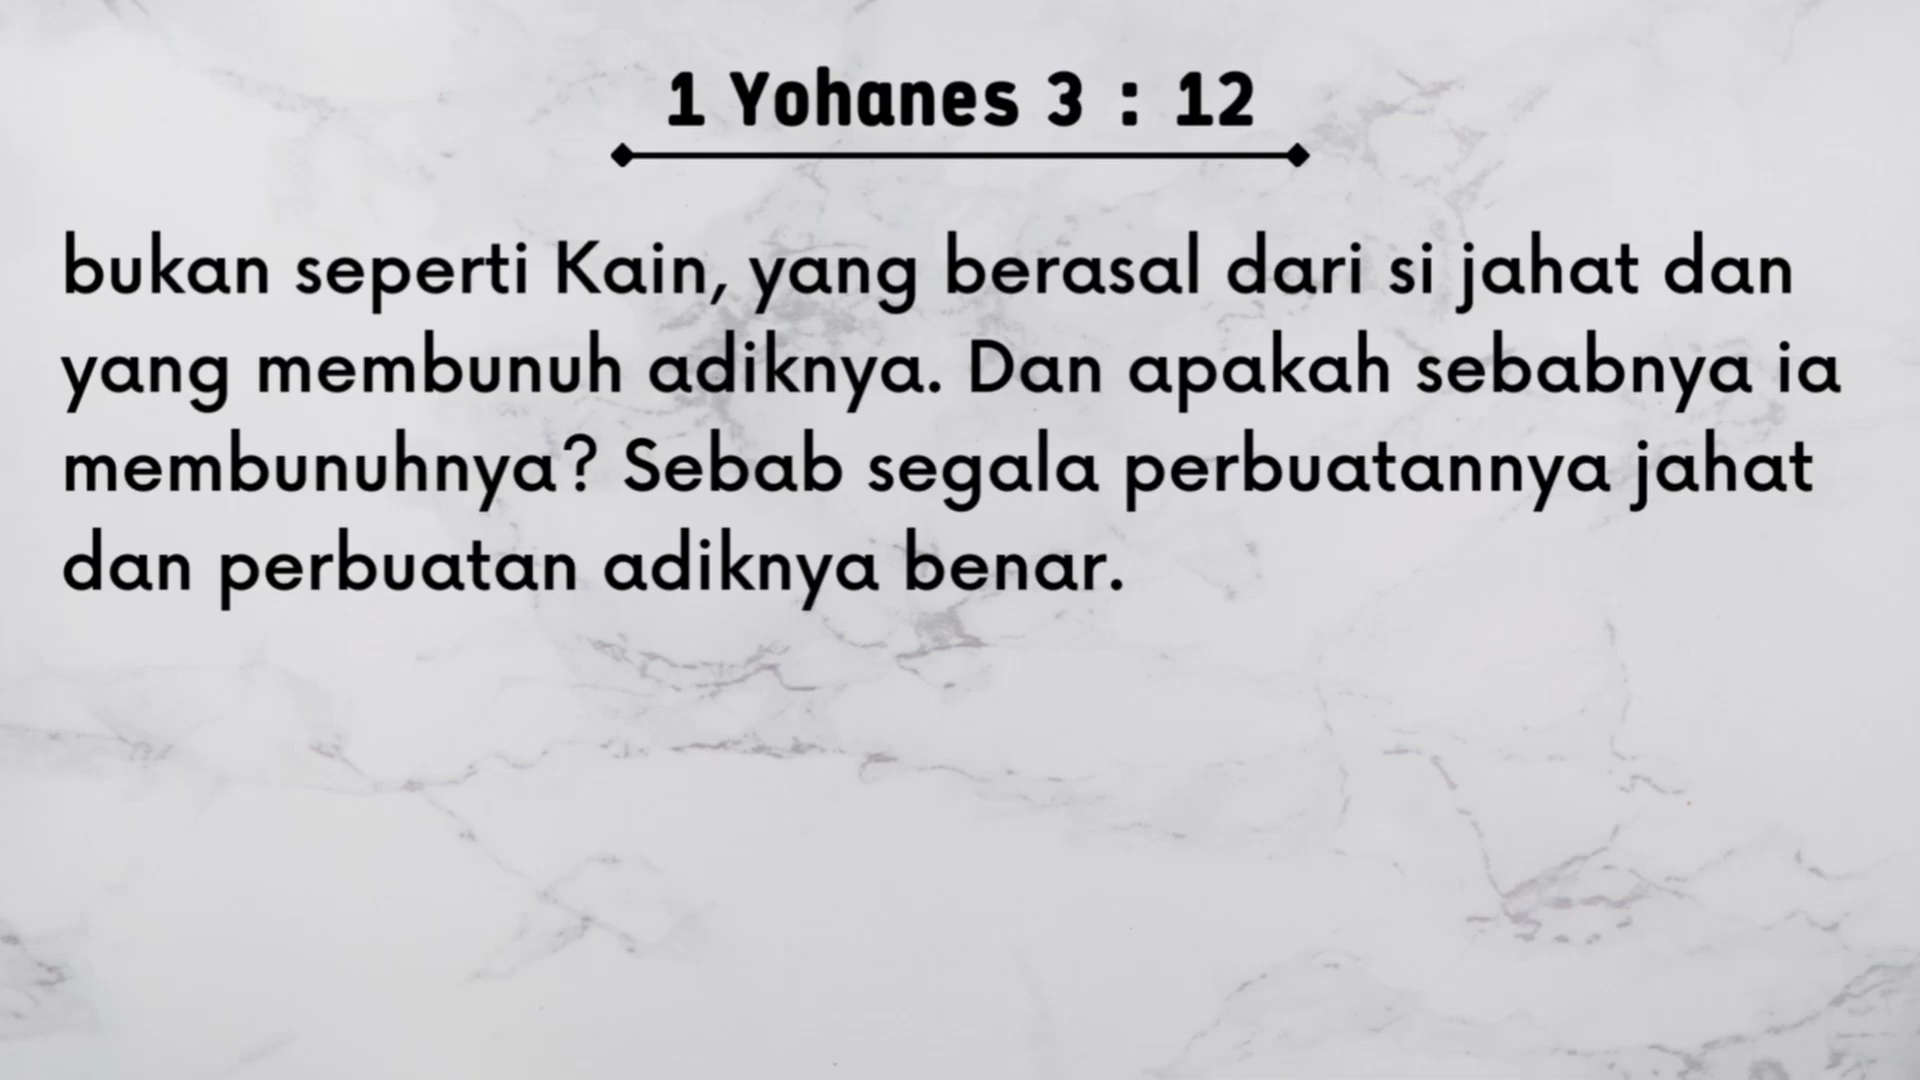 1 Yohanes 3 : 12
bukan seperti Kain, yang berasal dari si jahat dan
yang membunuh adiknya. Dan apakah sebabnya ia
membunuhnya? Sebab segala perbuatannya jahat
dan perbuatan adiknya benar.